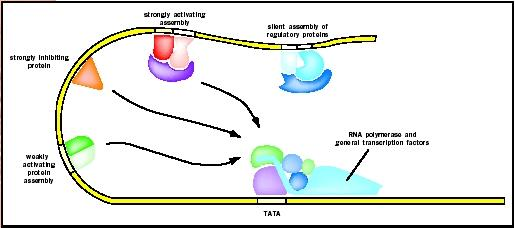 strongly activating
assembly
silent assembly of
regulatory proteins
strongly inhibiting
protein
RNA polymerase and
general transcription factors
weakly
activating
protein
assembly
TATA